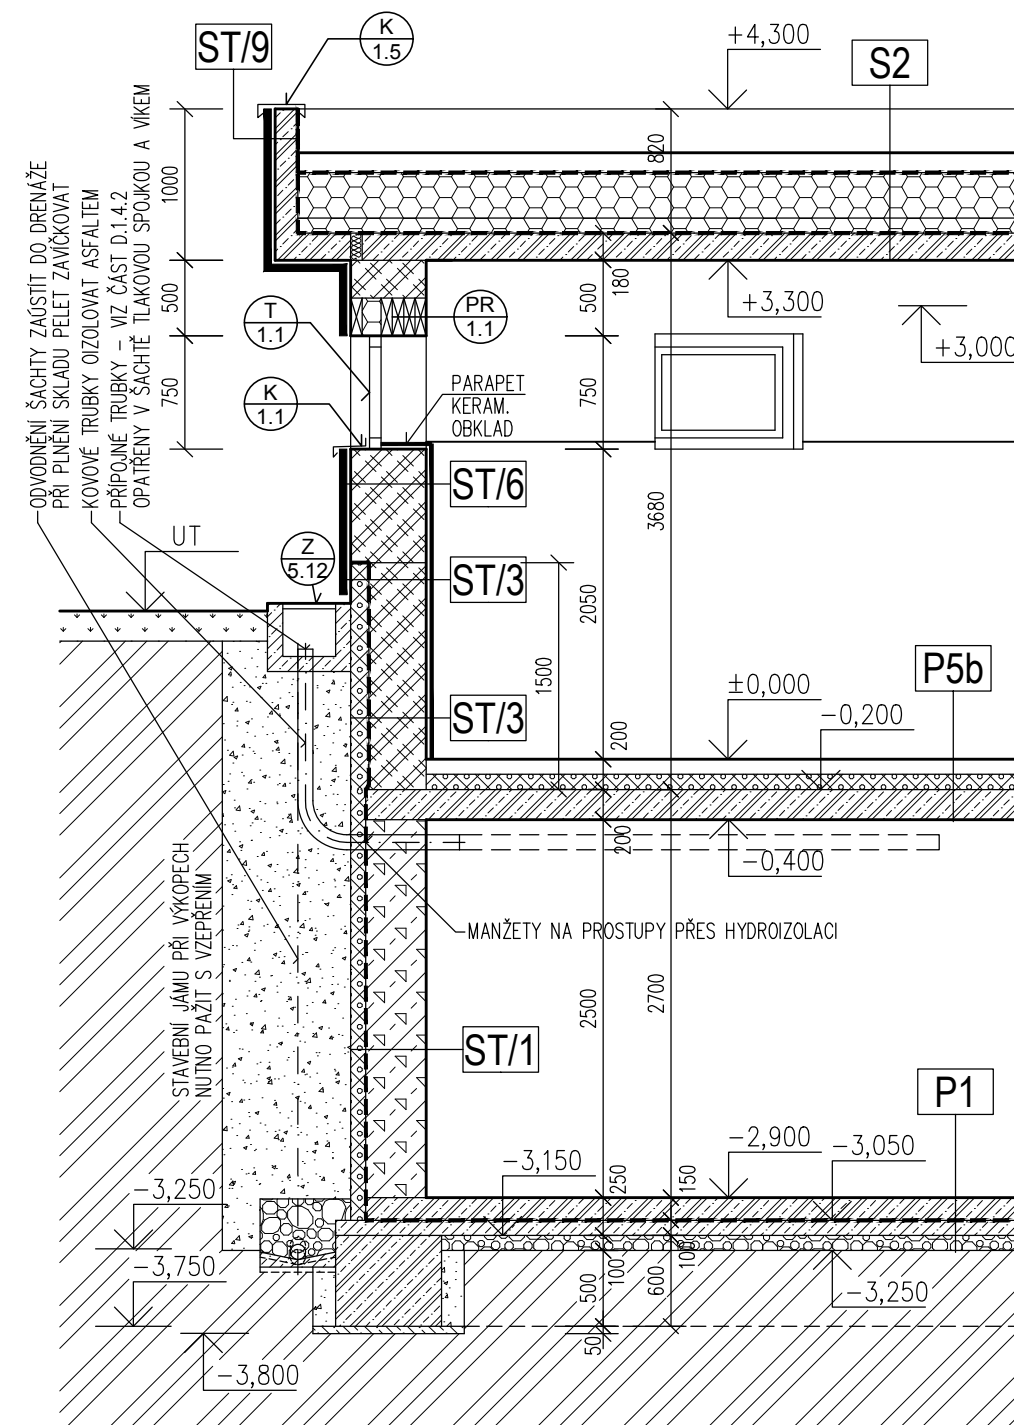 K
1.5
ST/9
+4,300
S2
820
1000
ODVODNĚNÍ ŠACHTY ZAÚSTIT DO DRENÁŽE
PŘI PLNĚNÍ SKLADU PELET ZAVÍČKOVAT
KOVOVÉ TRUBKY OIZOLOVAT ASFALTEM
PŘÍPOJNÉ TRUBKY – VIZ ČÁST D.1.4.2
OPATŘENY V ŠACHTĚ TLAKOVOU SPOJKOU A VÍKEM
500
500
180
+3,300
T
1.1
PR
1.1
+3,000
750
K
1.1
PARAPET
KERAM.
OBKLAD
750
ST/6
3680
UT
Z
5.12
ST/3
2050
1500
P5b
±0,000
ST/3
−0,200
200
200
−0,400
STAVEBNÍ JÁMU PŘI VÝKOPECH
NUTNO PAŽIT S VZEPŘENÍM
MANŽETY NA PROSTUPY PŘES HYDROIZOLACI
2500
2700
ST/1
P1
−2,900
−3,050
−3,150
−3,250
250
150
−3,750
100
100
500
600
−3,250
50
−3,800